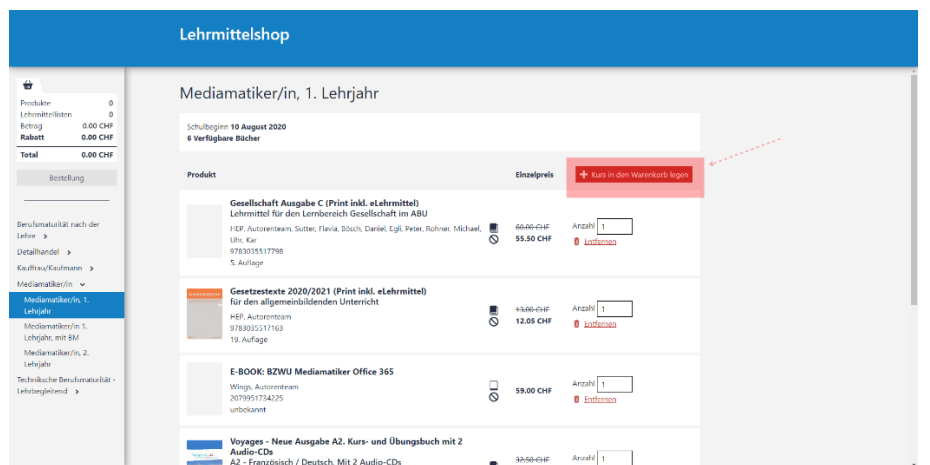 Lehrmittelshop
Produkte 0
Lehrmittellisten 0
Betrag 0.00 CHF
Rabatt 0.00 CHF
Total 0.00 CHF
Bestellung
Berufsmaturität nach der
Lehre
Detailhandel
Kauffrau/Kaufmann
Mediamatiker/in
Mediamatiker/in, 1.
Lehrjahr
Mediamatiker/in 1.
Lehrjahr, mit BM
Mediamatiker/in, 2.
Lehrjahr
Techniksche Berufsmaturität -
Lehrbegleitend
Mediamatiker/in, 1. Lehrjahr
Schulbeginn 10 August 2020
6 Verfügbare Bücher
Produkt Einzelpreis + Kurs in den Warenkorb legen
Gesellschaft Ausgabe C (Print inkl. eLehrmittel)
Lehrmittel für den Lernbereich Gesellschaft im ABU
HEP, Autorenteam, Sutter, Flavia, Bösch, Daniel, Egli, Peter, Rohner, Michael,
Uhr, Kar
9783035517798
5. Auflage
60.00 CHF
55.50 CHF
Anzahl 1
Entfernen
Gesetzestexte 2020/2021 (Print inkl. eLehrmittel)
für den allgemeinbildenden Unterricht
HEP, Autorenteam
9783035517163
19. Auflage
13.00 CHF
12.05 CHF
Anzahl 1
Entfernen
E-BOOK: BZWU Mediamatiker Office 365
Wings, Autorenteam
2079951734225
unbekannt
59.00 CHF
Anzahl 1
Entfernen
Voyages - Neue Ausgabe A2. Kurs- und Übungsbuch mit 2
Audio-CDs
A2 - Französisch / Deutsch. Mit 2 Audio-CDs
32.50 CHF
Anzahl 1